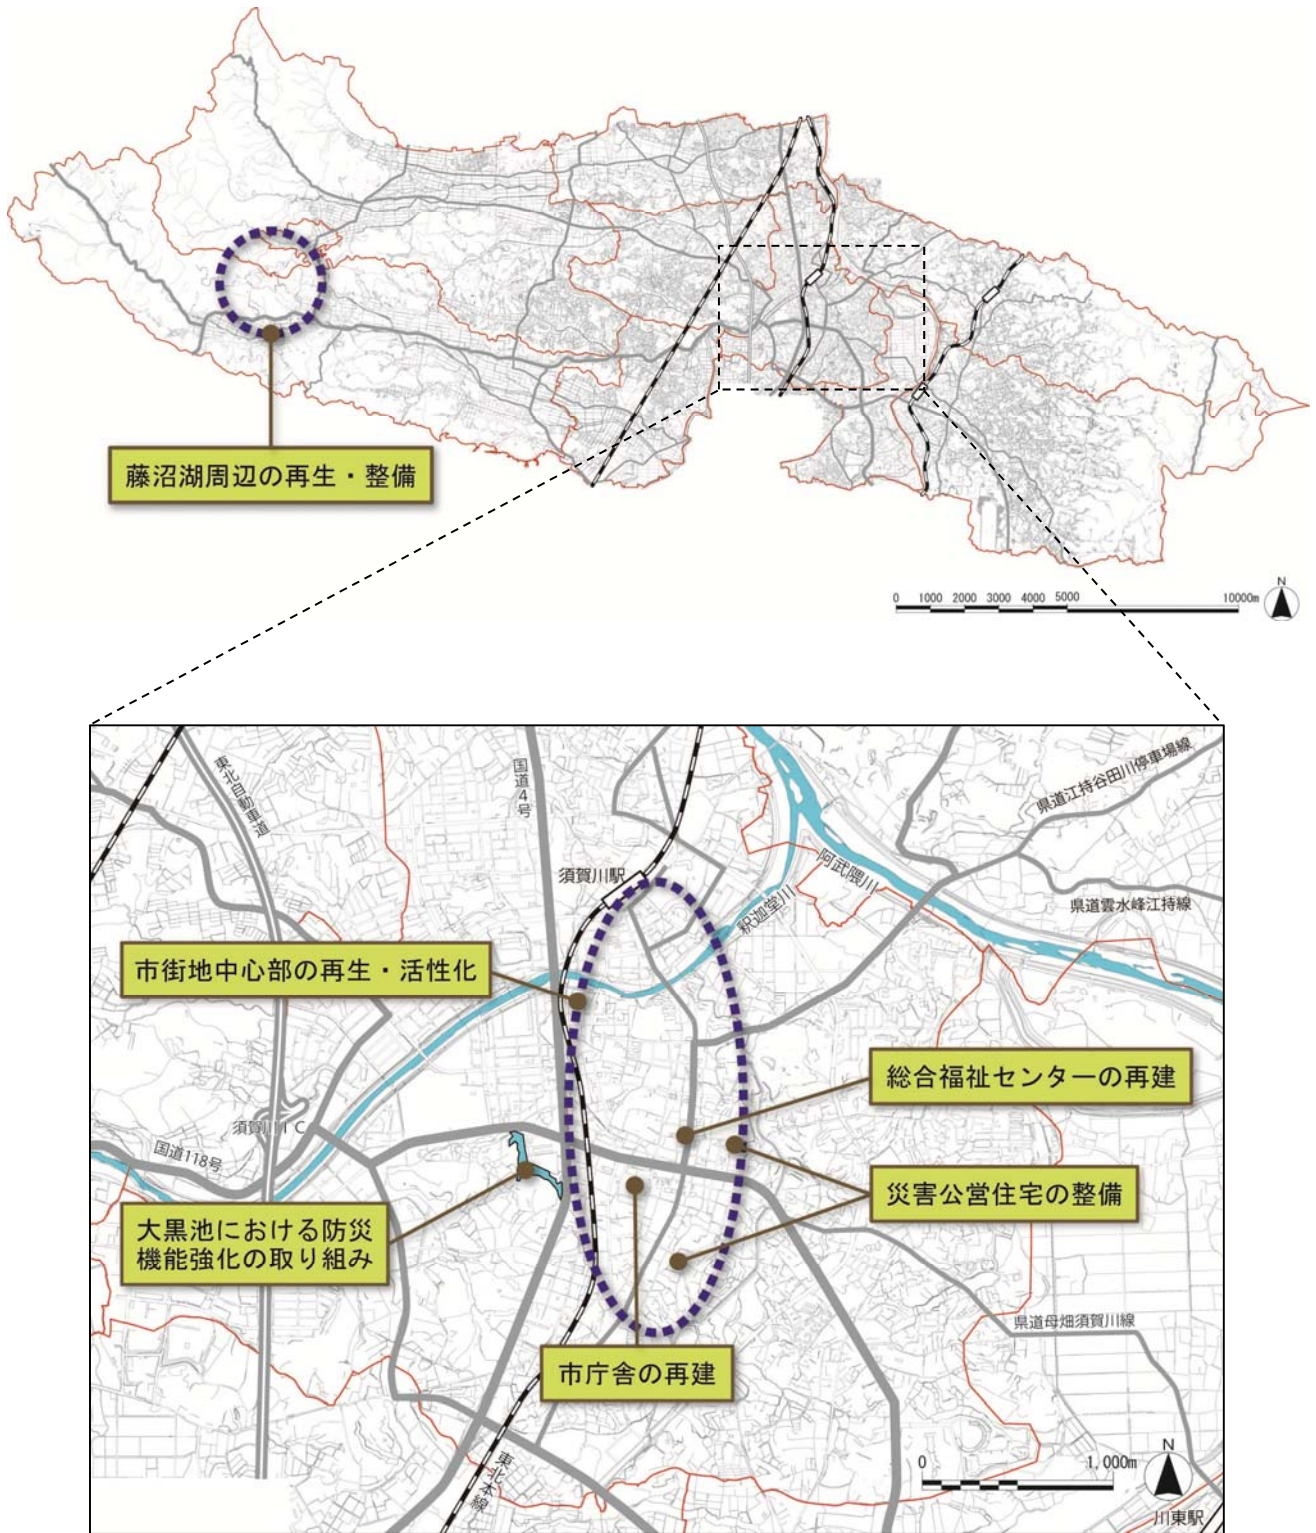 藤沼湖周辺の再生・整備
0 1000 2000 3000 4000 5000 10000m
N
東北自動車道
国道4号
県道江持谷田川停車場線
須賀川駅
阿武隈川
釈迦堂川
県道雲水峰江持線
市街地中心部の再生・活性化
総合福祉センターの再建
須賀川IC
国道118号
災害公営住宅の整備
大黒池における防災
機能強化の取り組み
県道母畑須賀川線
市庁舎の再建
東北本線
0 1,000m
N
川東駅